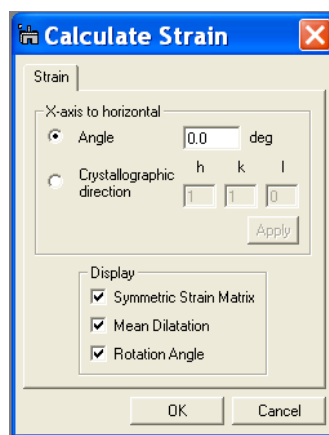 Calculate Strain
Strain
X-axis to horizontal
Angle 0.0 deg
Crystallographic direction h k l
1 1 0
Apply
Display
Symmetric Strain Matrix
Mean Dilatation
Rotation Angle
OK Cancel